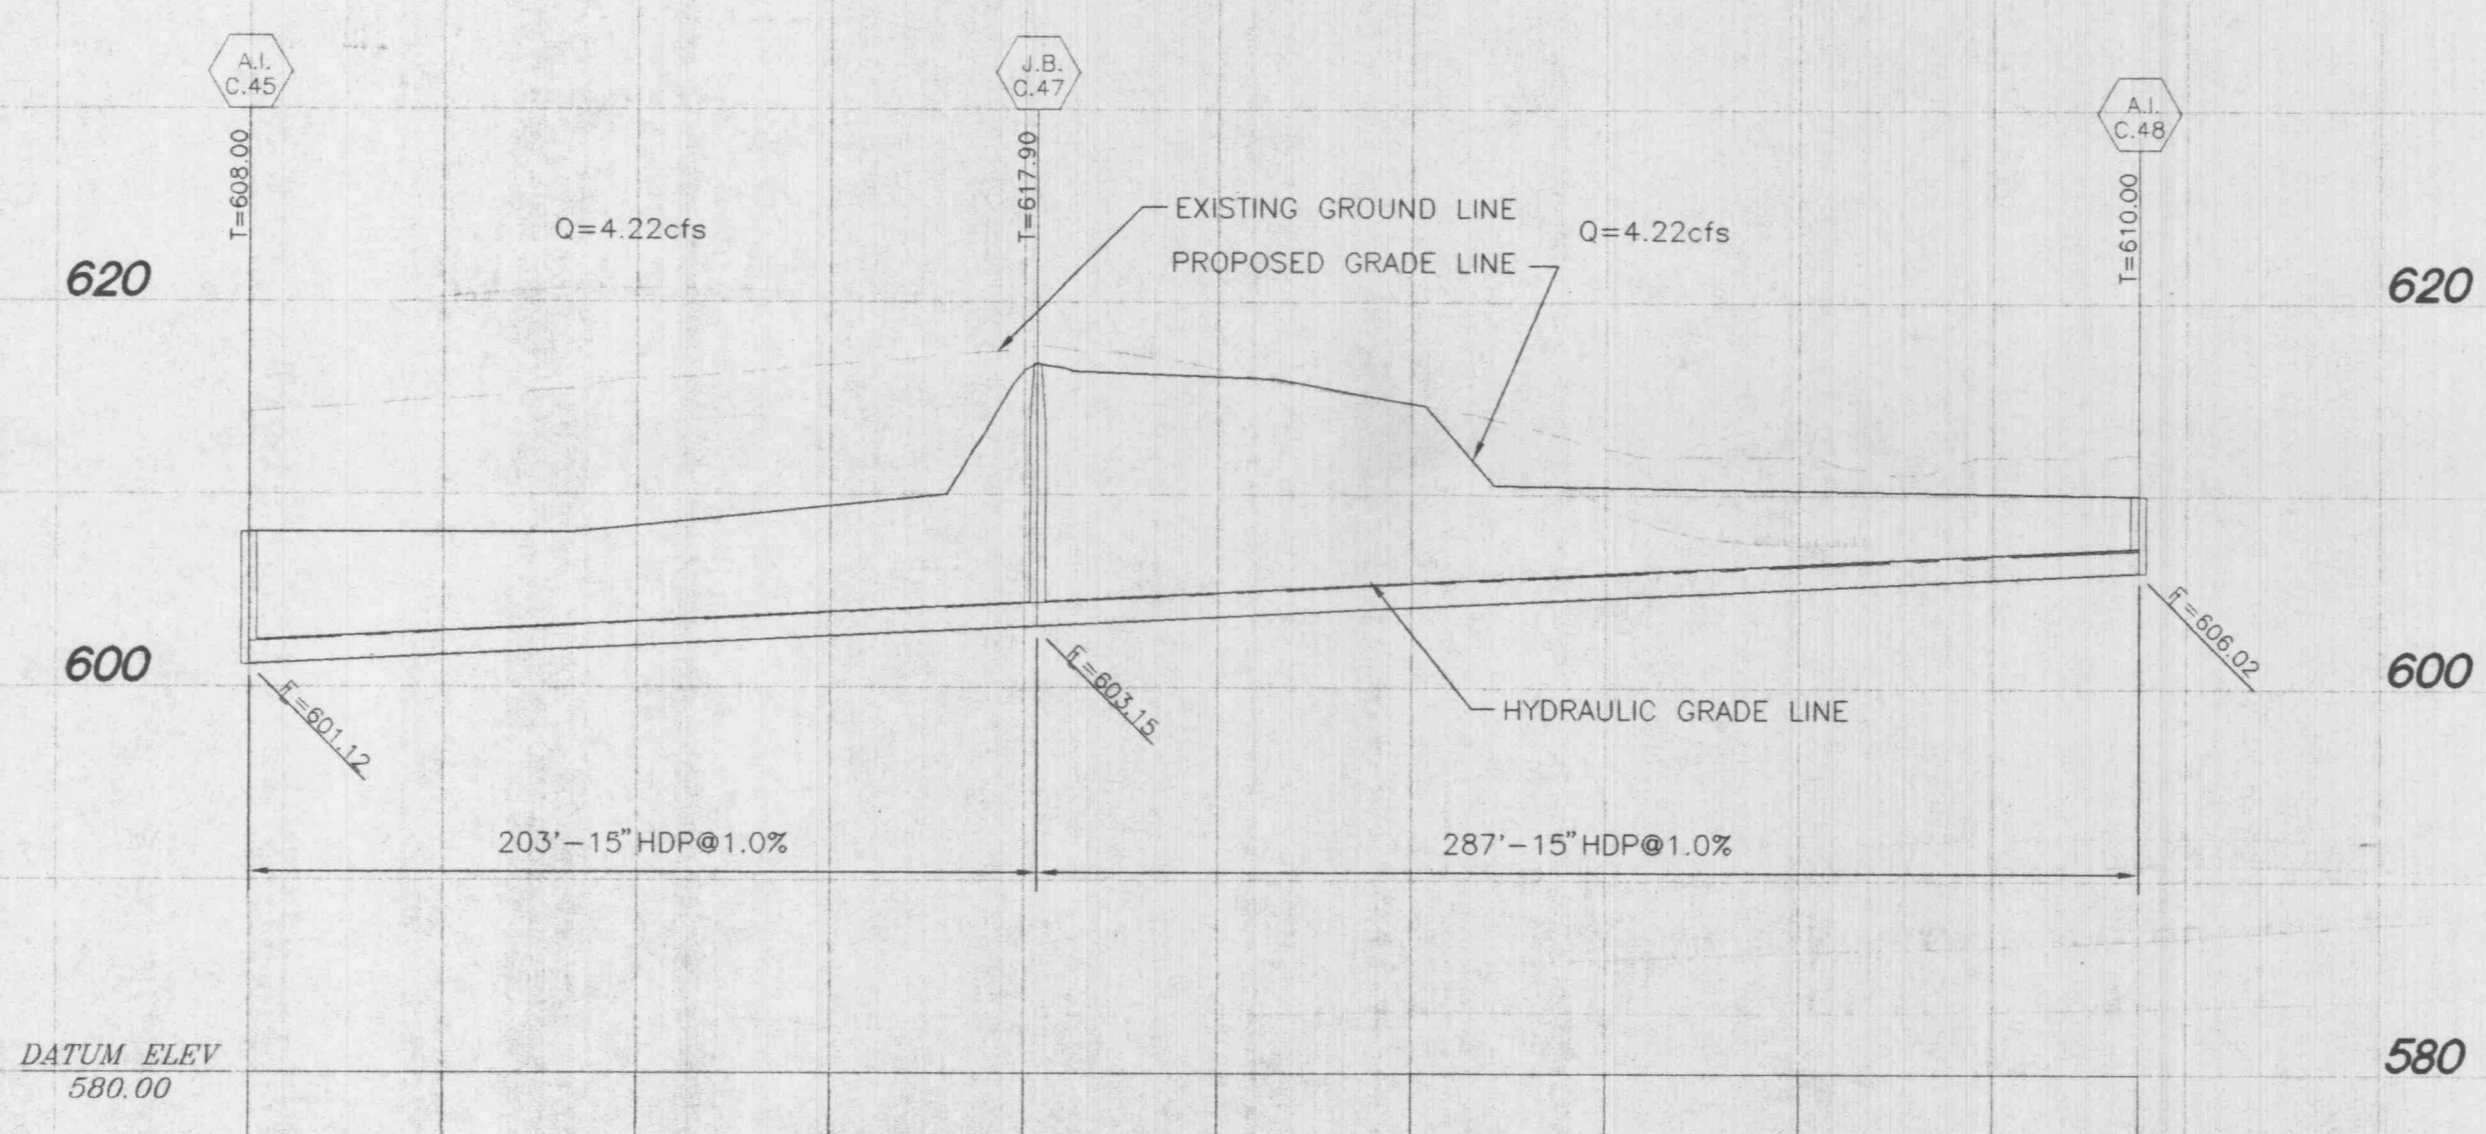 A.I.
C.45
J.B.
C.47
A.I.
C.48
T=608.00
T=617.90
T=610.00
Q=4.22cfs
EXISTING GROUND LINE
Q=4.22cfs
PROPOSED GRADE LINE
620
620
600
600
FL=601.12
FL=603.15
FL=606.02
HYDRAULIC GRADE LINE
203'-15"HDP@1.0%
287'-15"HDP@1.0%
DATUM ELEV
580.00
580